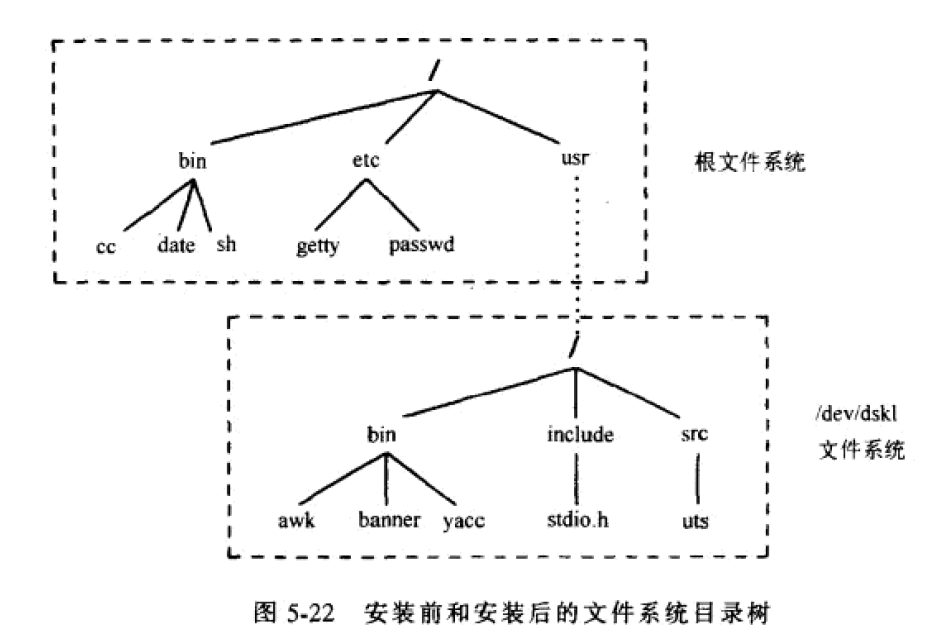 /
bin etc usr
根文件系统
cc date sh getty passwd
/
/dev/dskl
bin include src
文件系统
awk banner yacc stdio.h uts
图 5-22 安装前和安装后的文件系统目录树